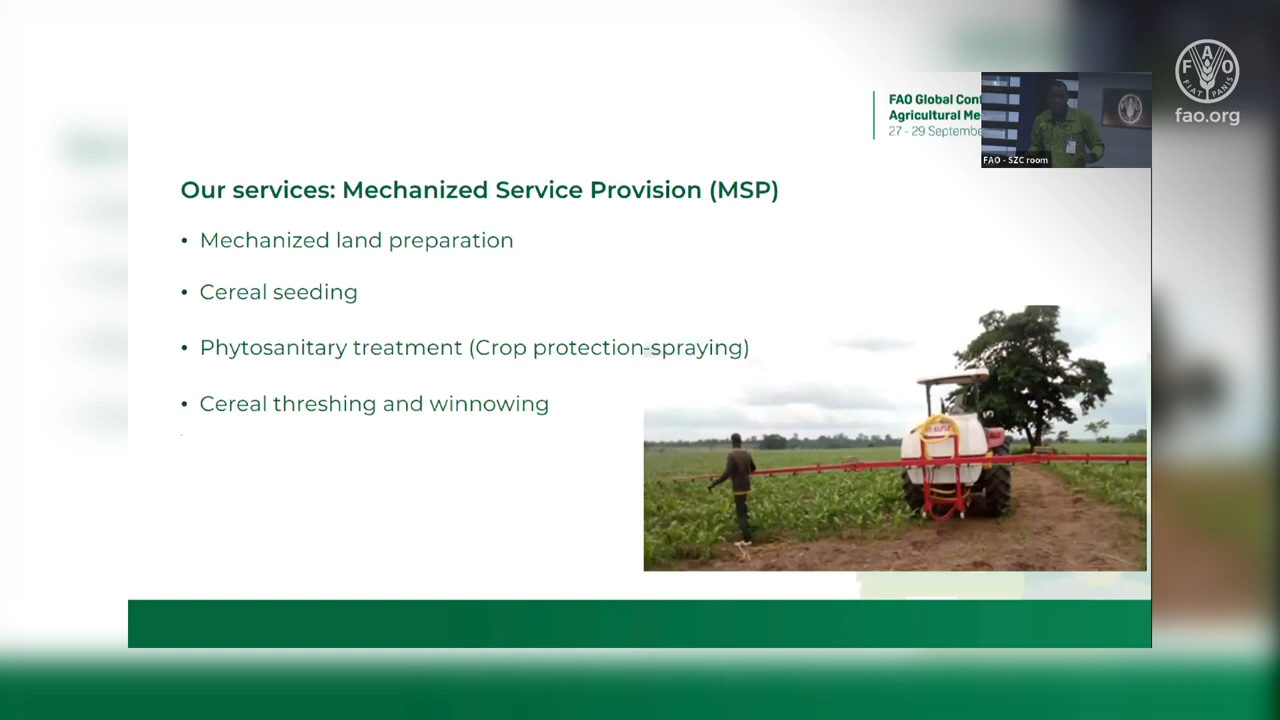 FAO Global Con
Agricultural Me
27 - 29 Septembe
FAO - SZC room
FAO
FIAT PANIS
fao.org
Our services: Mechanized Service Provision (MSP)
• Mechanized land preparation
• Cereal seeding
• Phytosanitary treatment (Crop protection-spraying)
• Cereal threshing and winnowing